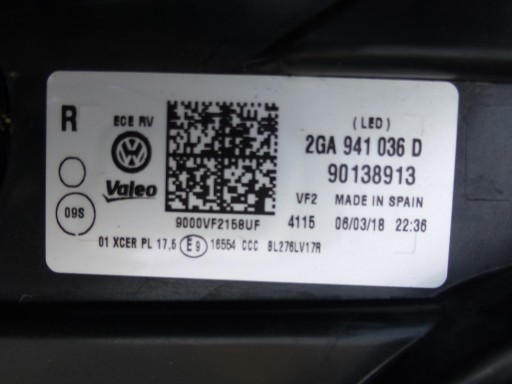 R
ECE RV
(LED)
2GA 941 036 D
90138913
Valeo
09S
VF2 MADE IN SPAIN
9000VF2158UF
4115 06/03/18 22:36
01 XCER PL 17,5 E9 16554 CCC 8L276LV17R